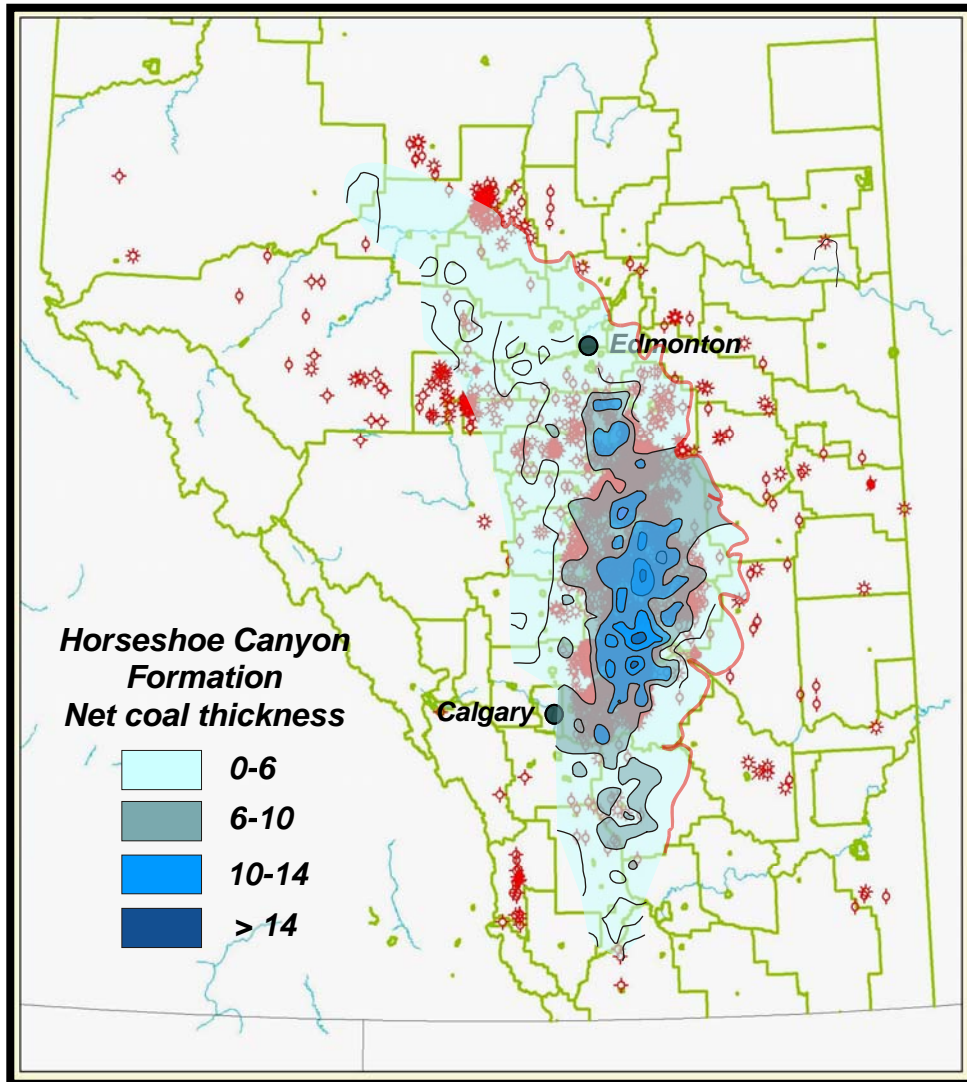 Edmonton
Horseshoe Canyon
Formation
Net coal thickness
Calgary
0-6
6-10
10-14
> 14